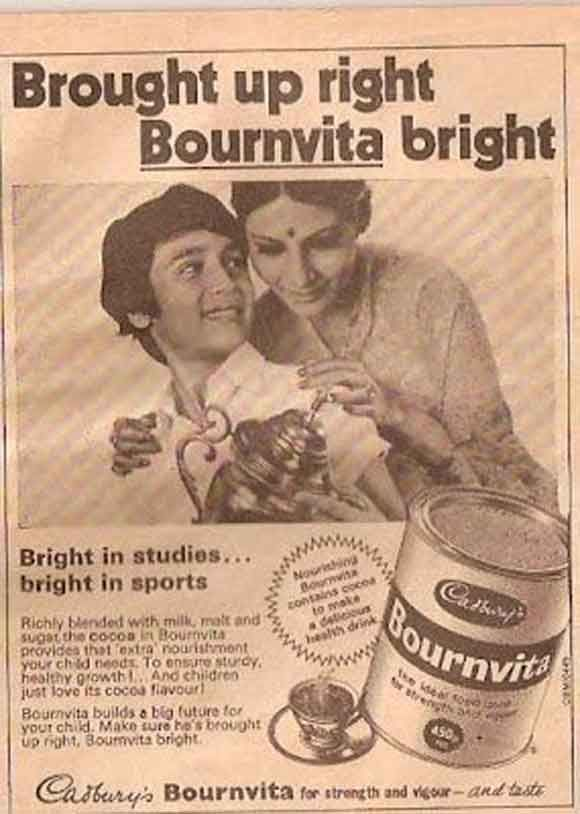 Brought up right
Bournvita bright
Bright in studies...
bright in sports
Nourishing
Bournvita
contains cocoa
to make
a delicious
health drink
Richly blended with milk, malt and
sugar, the cocoa in Bournvita
provides that 'extra' nourishment
your child needs. To ensure sturdy,
healthy growth!... And children
just love its cocoa flavour!
Bournvita builds a big future for
your child. Make sure he's brought
up right, Bournvita bright.
Cadbury's
Bournvita
the ideal food drink
for strength and vigour
450g
Cadbury's Bournvita for strength and vigour—and taste